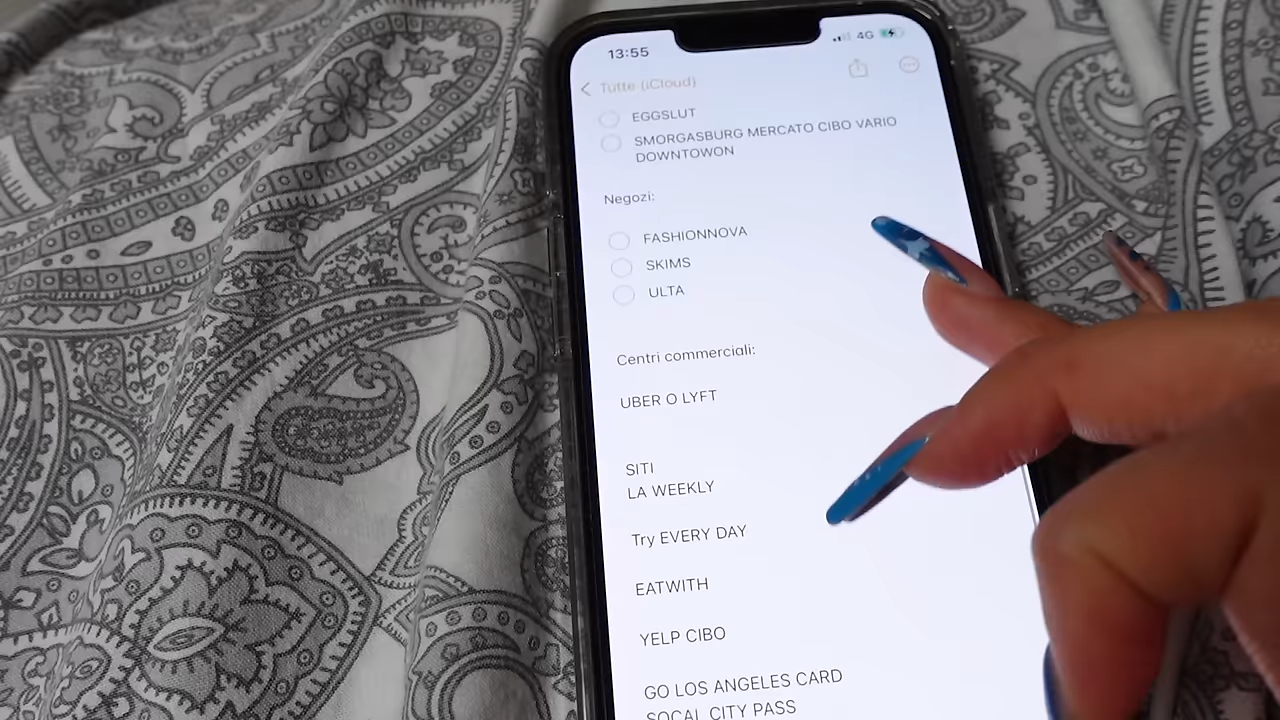 13:55
4G
Tutte (iCloud)
EGGSLUT
SMORGASBURG MERCATO CIBO VARIO
DOWNTOWON
Negozi:
FASHIONNOVA
SKIMS
ULTA
Centri commerciali:
UBER O LYFT
SITI
LA WEEKLY
Try EVERY DAY
EATWITH
YELP CIBO
GO LOS ANGELES CARD
SOCAL CITY PASS